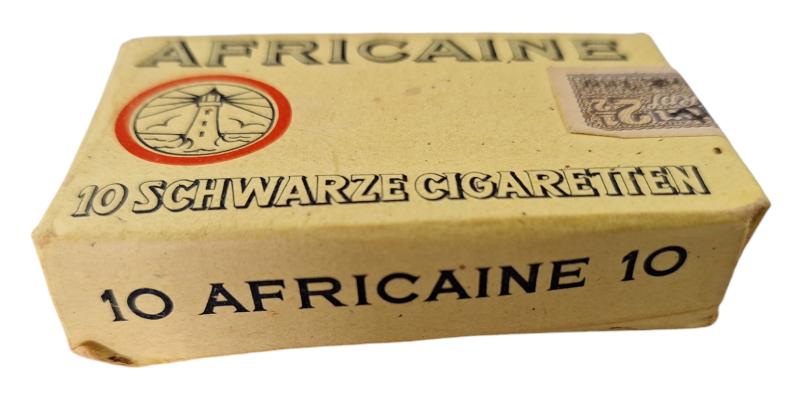 AFRICAINE
10 SCHWARZE CIGARETTEN
10 AFRICAINE 10